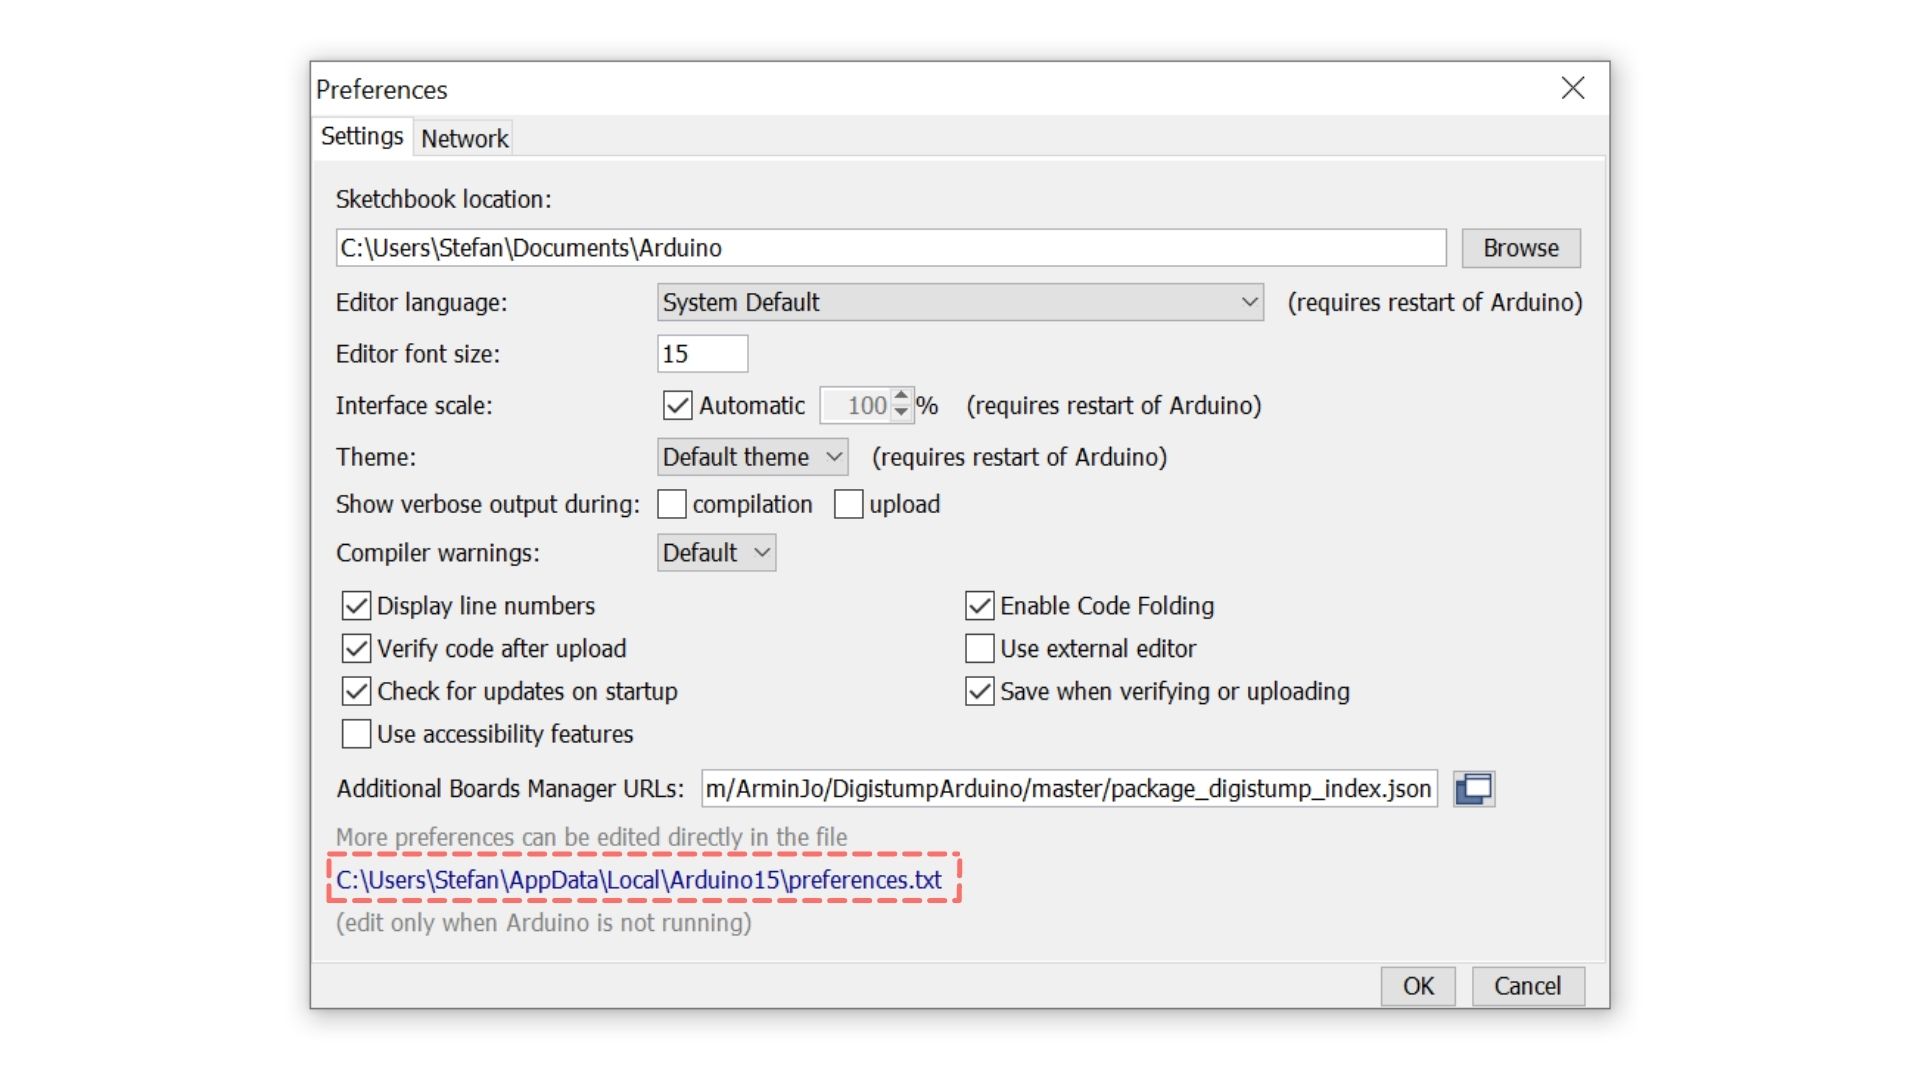 Preferences
Settings Network
Sketchbook location:
C:\Users\Stefan\Documents\Arduino Browse
Editor language: System Default (requires restart of Arduino)
Editor font size: 15
Interface scale: Automatic 100 % (requires restart of Arduino)
Theme: Default theme (requires restart of Arduino)
Show verbose output during: compilation upload
Compiler warnings: Default
Display line numbers Enable Code Folding
Verify code after upload Use external editor
Check for updates on startup Save when verifying or uploading
Use accessibility features
Additional Boards Manager URLs: m/ArminJo/DigistumpArduino/master/package_digistump_index.json
More preferences can be edited directly in the file
C:\Users\Stefan\AppData\Local\Arduino15\preferences.txt
(edit only when Arduino is not running)
OK Cancel